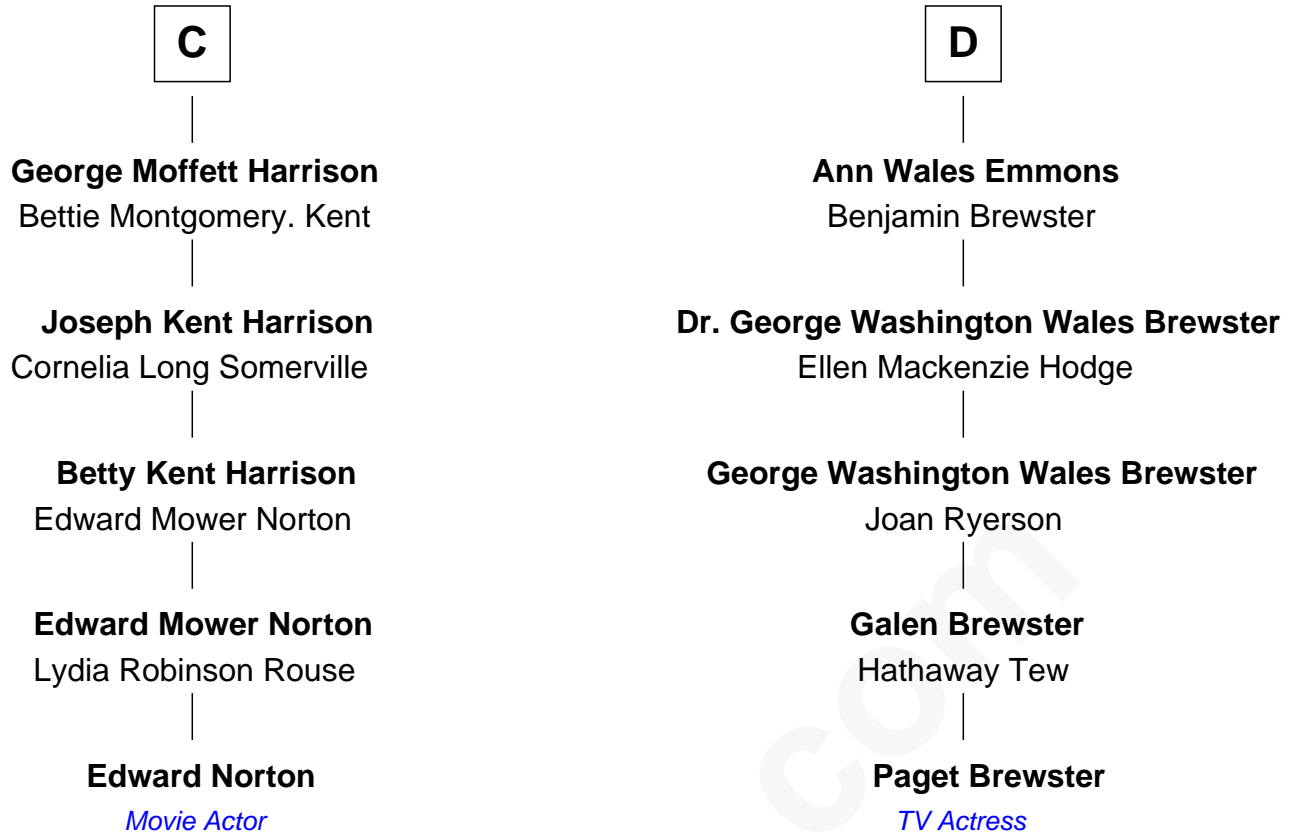 C
George Moffett Harrison
Bettie Montgomery. Kent
Joseph Kent Harrison
Cornelia Long Somerville
Betty Kent Harrison
Edward Mower Norton
Edward Mower Norton
Lydia Robinson Rouse
Edward Norton
Movie Actor
D
Ann Wales Emmons
Benjamin Brewster
Dr. George Washington Wales Brewster
Ellen Mackenzie Hodge
George Washington Wales Brewster
Joan Ryerson
Galen Brewster
Hathaway Tew
Paget Brewster
TV Actress
com